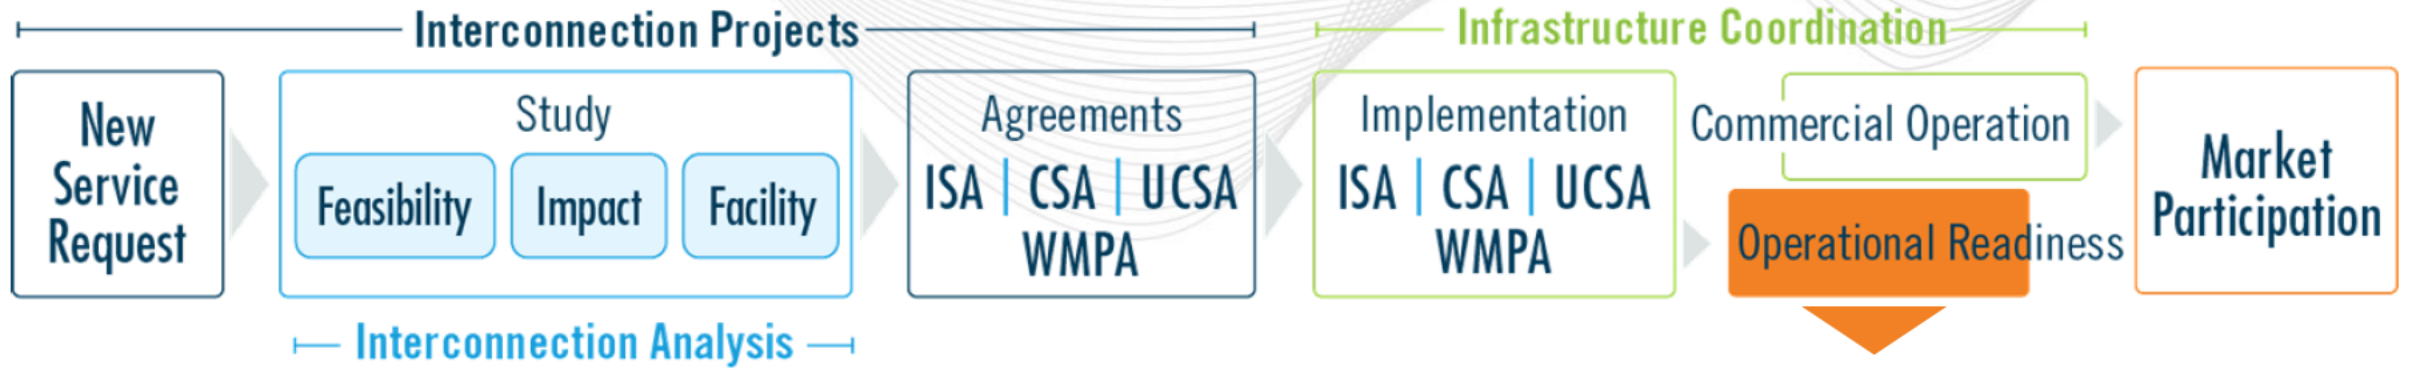 Interconnection Projects
Infrastructure Coordination
New
Service
Request
Study
Feasibility
Impact
Facility
Interconnection Analysis
Agreements
ISA | CSA | UCSA
WMPA
Implementation
ISA | CSA | UCSA
WMPA
Commercial Operation
Operational Readiness
Market
Participation